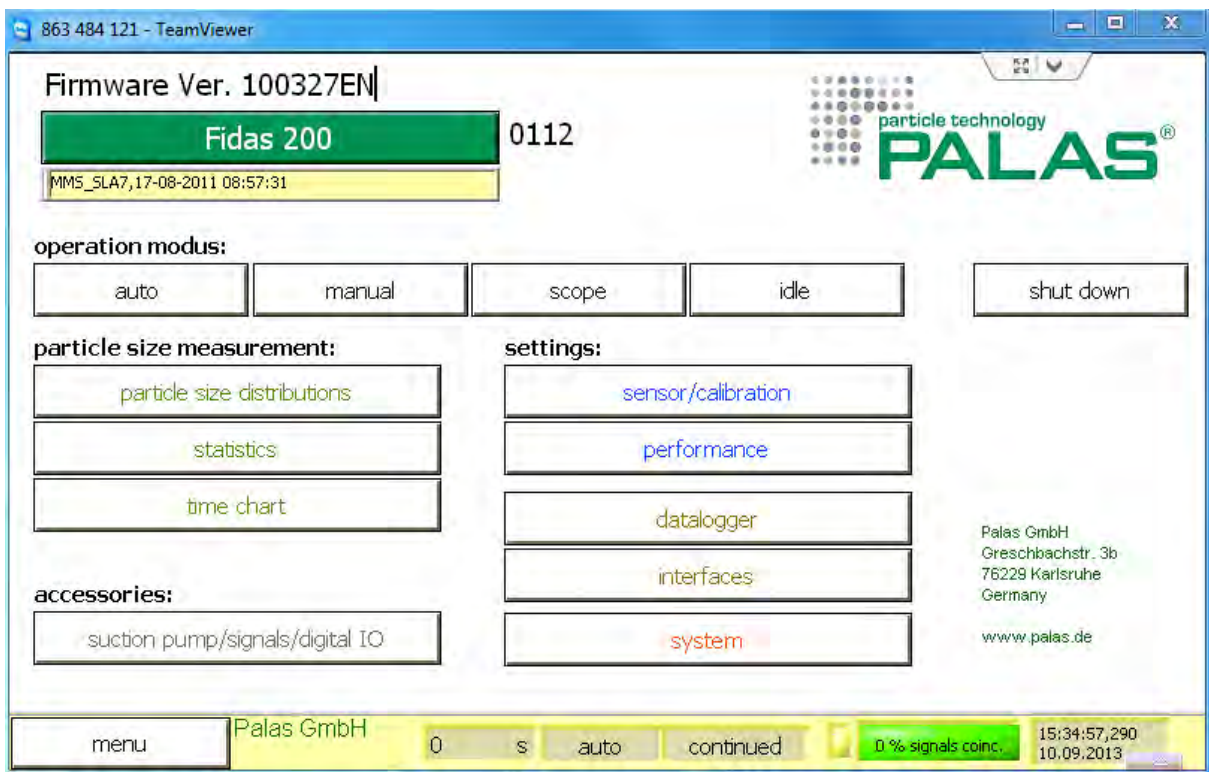 863 484 121 - TeamViewer
Firmware Ver. 100327EN
Fidas 200
0112
particle technology
PALAS®
MMS_SLA7,17-08-2011 08:57:31
operation modus:
auto
manual
scope
idle
shut down
particle size measurement:
settings:
particle size distributions
sensor/calibration
statistics
performance
time chart
datalogger
interfaces
accessories:
suction pump/signals/digital IO
system
Palas GmbH
Greschbachstr. 3b
76229 Karlsruhe
Germany
www.palas.de
menu
Palas GmbH
0 s
auto
continued
0 % signals coinc.
15:34:57,290
10.09.2013